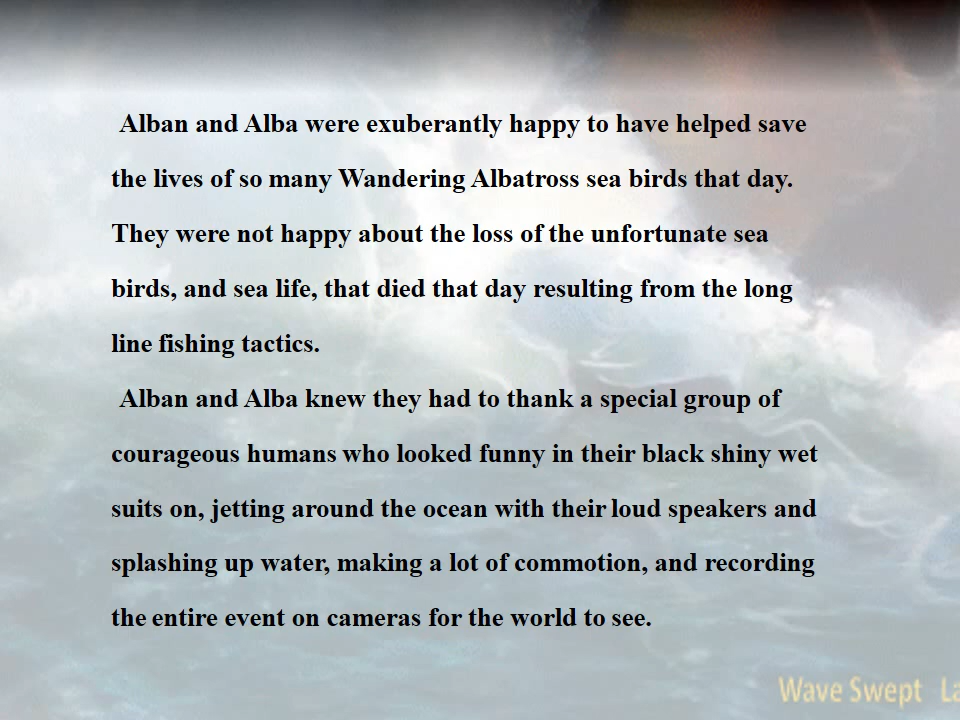 Alban and Alba were exuberantly happy to have helped save
the lives of so many Wandering Albatross sea birds that day.
They were not happy about the loss of the unfortunate sea
birds, and sea life, that died that day resulting from the long
line fishing tactics.
Alban and Alba knew they had to thank a special group of
courageous humans who looked funny in their black shiny wet
suits on, jetting around the ocean with their loud speakers and
splashing up water, making a lot of commotion, and recording
the entire event on cameras for the world to see.
Wave Swept La